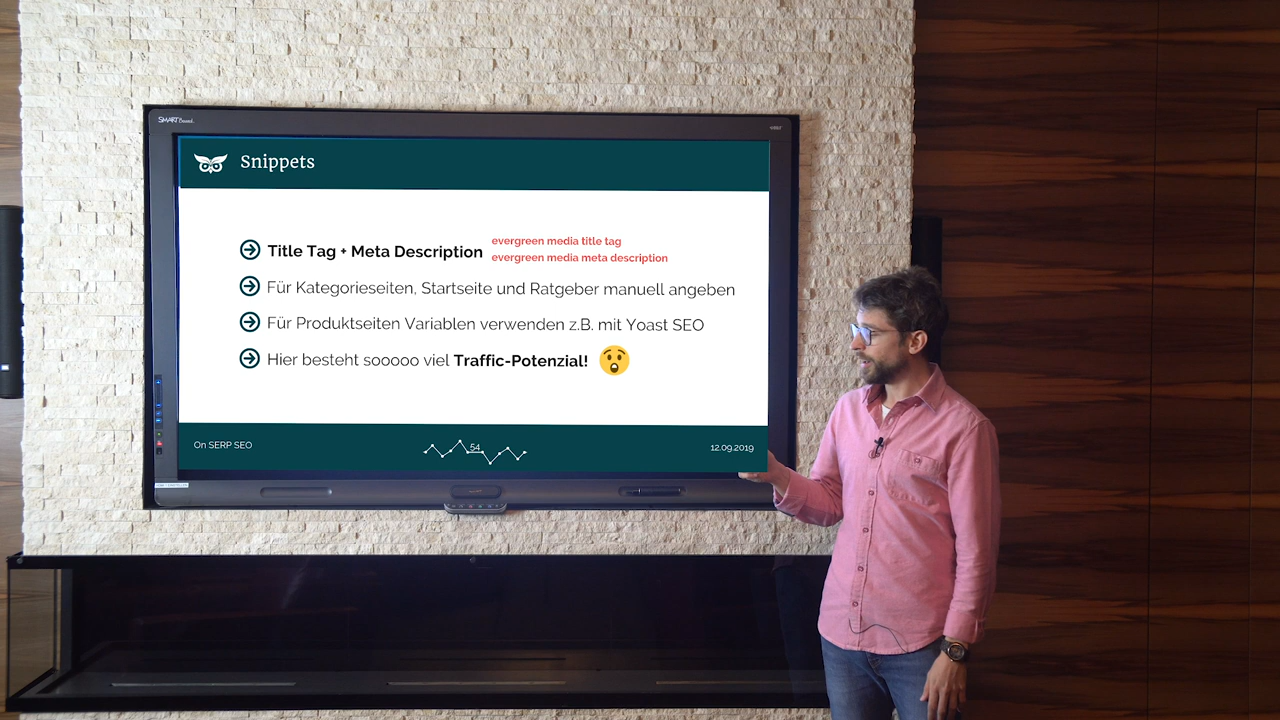 SMART Board
Snippets
Title Tag + Meta Description
evergreen media title tag
evergreen media meta description
Für Kategorieseiten, Startseite und Ratgeber manuell angeben
Für Produktseiten Variablen verwenden z.B. mit Yoast SEO
Hier besteht sooooo viel Traffic-Potenzial!
On SERP SEO
54
12.09.2019